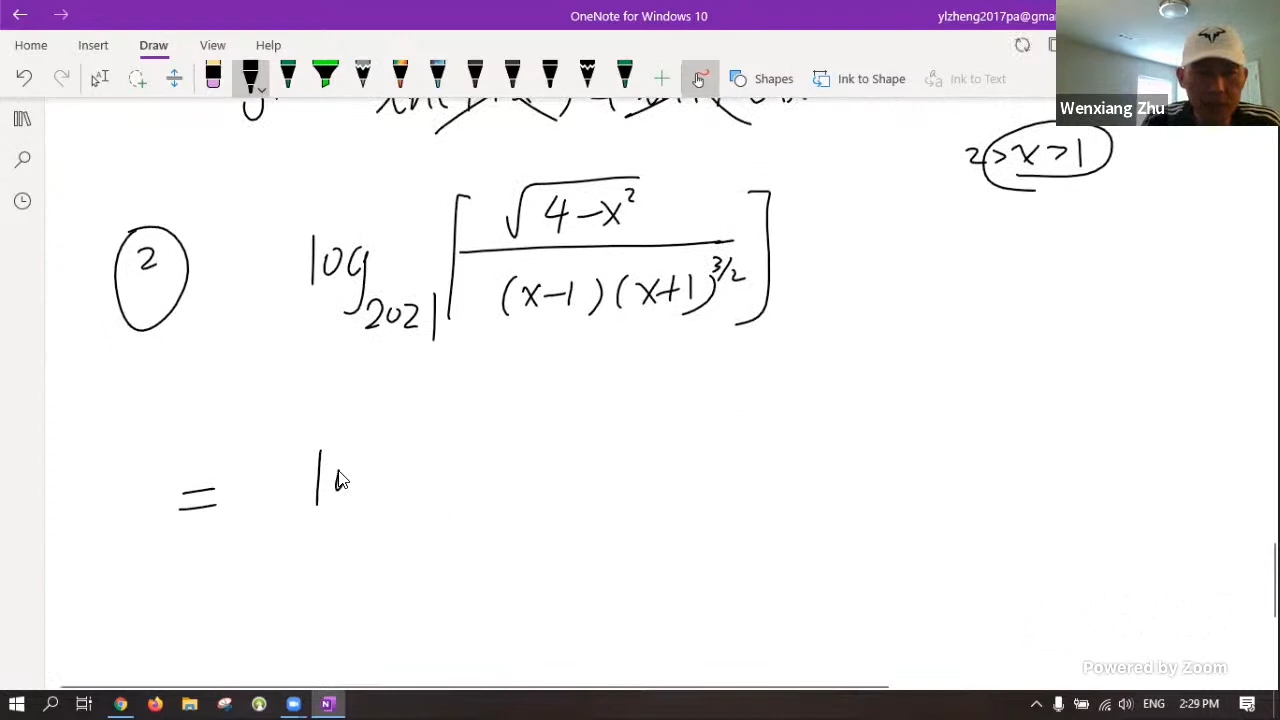 OneNote for Windows 10
ylzheng2017pa@gma
Home Insert Draw View Help
Shapes Ink to Shape Ink to Text
Wenxiang Zhu
2 > x > 1
2 log_2021 [ √(4-x²) / (x-1)(x+1)^3/2 ]
= l
Powered by Zoom
ENG 2:29 PM